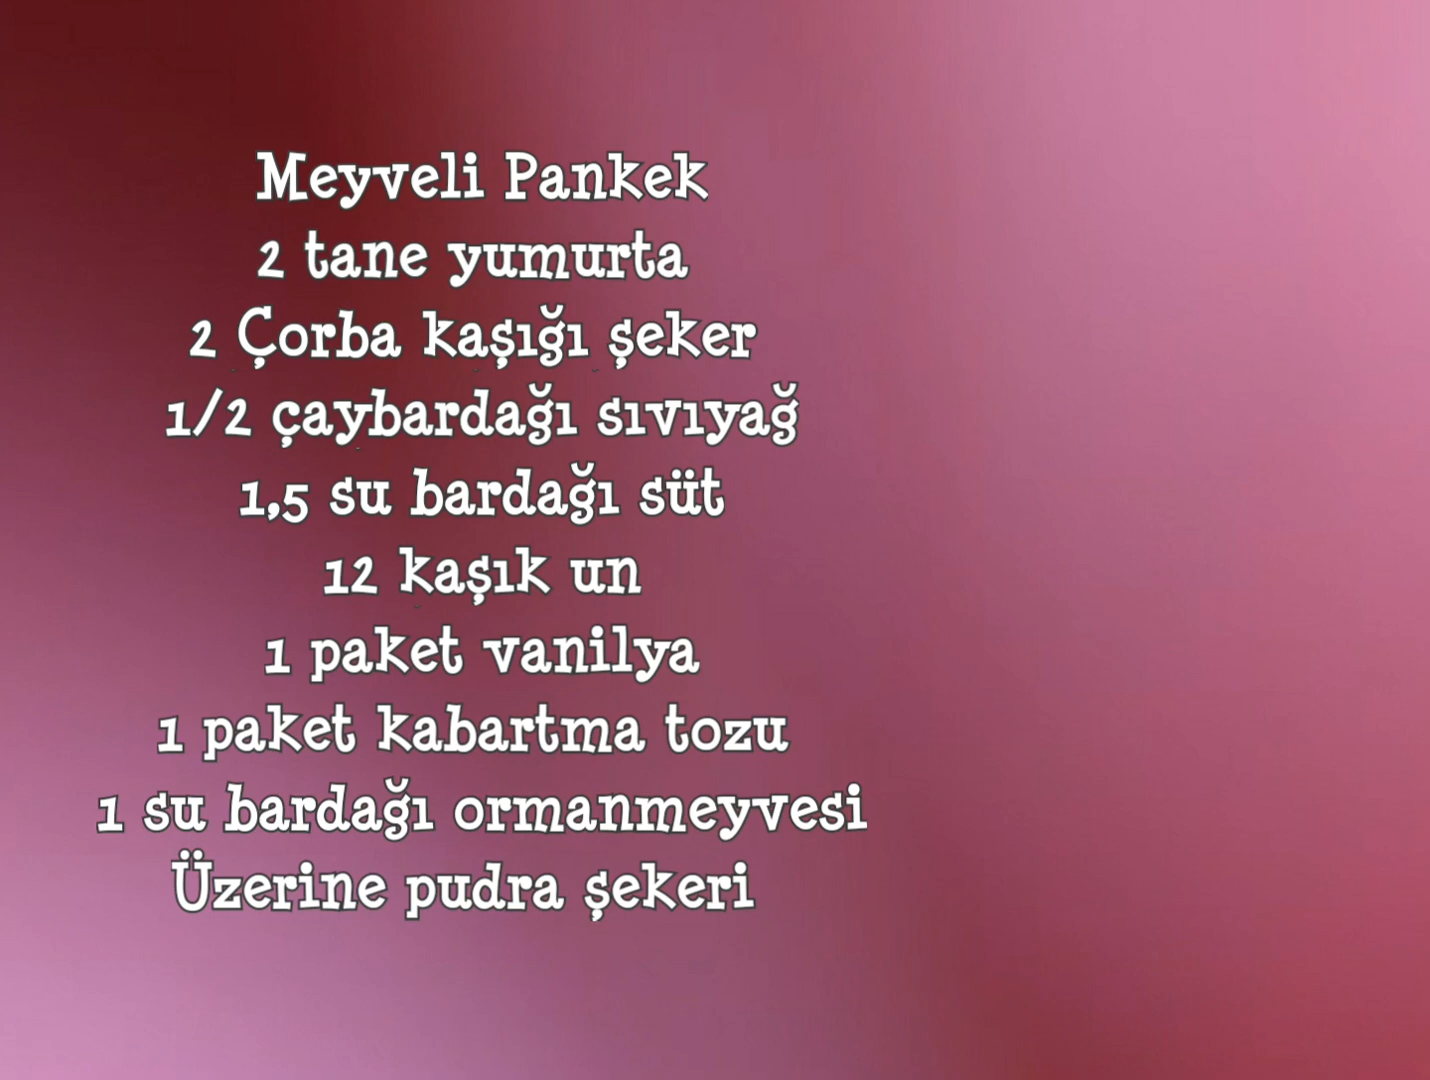 Meyveli Pankek
2 tane yumurta
2 Çorba kaşığı şeker
1/2 çaybardağı sıvıyağ
1,5 su bardağı süt
12 kaşık un
1 paket vanilya
1 paket kabartma tozu
1 su bardağı ormanmeyvesi
Üzerine pudra şekeri